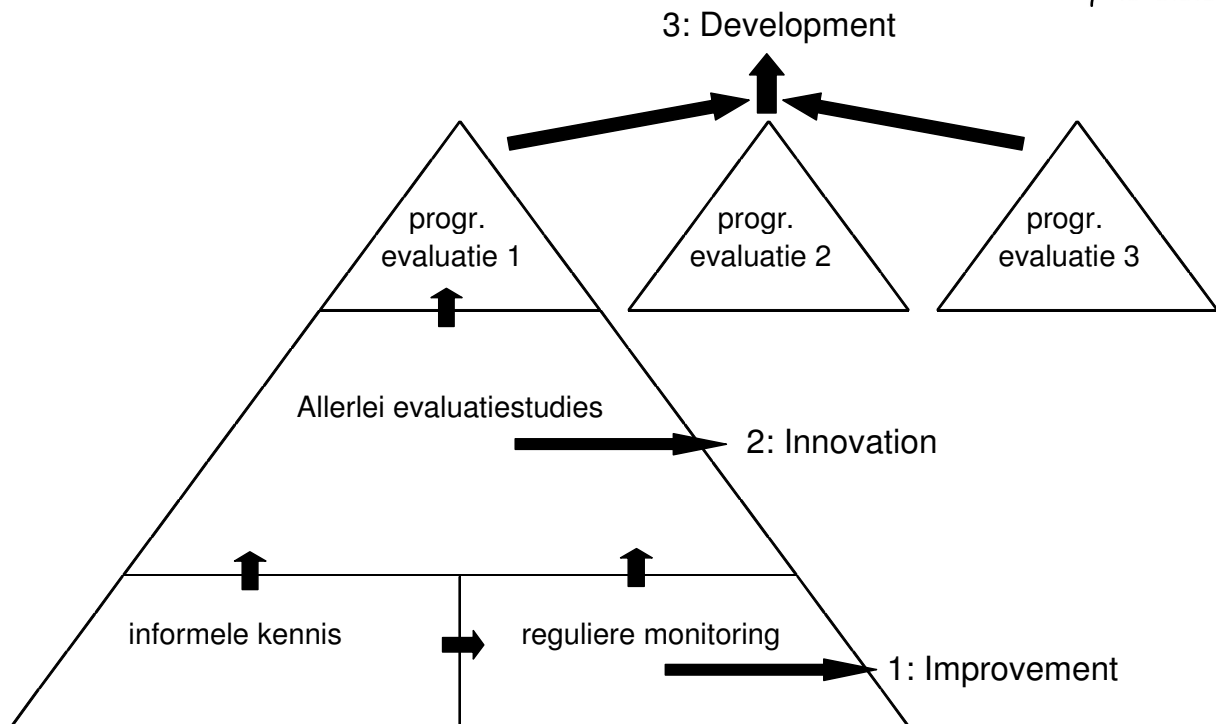 3: Development
progr.
evaluatie 1
progr.
evaluatie 2
progr.
evaluatie 3
Allerlei evaluatiestudies
2: Innovation
informele kennis
reguliere monitoring
1: Improvement